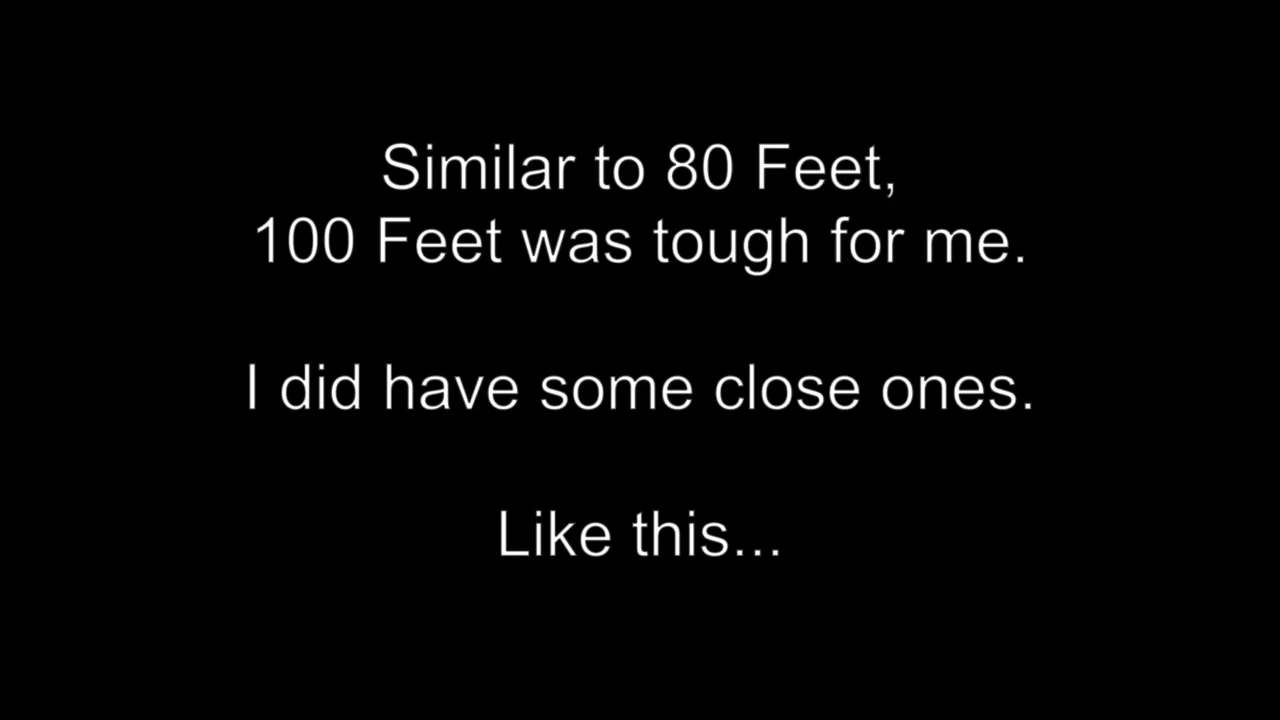 Similar to 80 Feet,
100 Feet was tough for me.
I did have some close ones.
Like this...